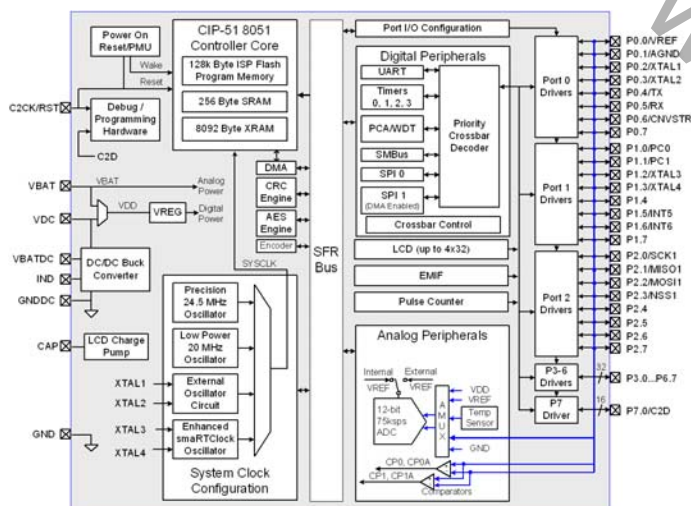 Power On
Reset/PMU
Wake
Reset
C2CK/RST
Debug /
Programming
Hardware
C2D
VBAT
VBAT
Analog
Power
VDC
VDD
VREG
Digital
Power
VBATDC
IND
GNDDC
DC/DC Buck
Converter
CAP
LCD Charge
Pump
XTAL1
XTAL2
XTAL3
XTAL4
GND
CIP-51 8051
Controller Core
128k Byte ISP Flash
Program Memory
256 Byte SRAM
8092 Byte XRAM
DMA
CRC
Engine
AES
Engine
Encoder
SYSCLK
Precision
24.5 MHz
Oscillator
Low Power
20 MHz
Oscillator
External
Oscillator
Circuit
Enhanced
smaRTClock
Oscillator
System Clock
Configuration
SFR
Bus
Port I/O Configuration
Digital Peripherals
UART
Timers
0, 1, 2, 3
PCA/WDT
SMBus
SPI 0
SPI 1
(DMA Enabled)
Priority
Crossbar
Decoder
Crossbar Control
LCD (up to 4x32)
EMIF
Pulse Counter
Analog Peripherals
Internal
VREF
External
VREF
12-bit
75ksps
ADC
A
M
U
X
VDD
VREF
Temp
Sensor
GND
CP0, CP0A
CP1, CP1A
Comparators
Port 0
Drivers
Port 1
Drivers
Port 2
Drivers
P3-6
Drivers
P7
Driver
32
16
P0.0/VREF
P0.1/AGND
P0.2/XTAL1
P0.3/XTAL2
P0.4/TX
P0.5/RX
P0.6/CNVSTR
P0.7
P1.0/PC0
P1.1/PC1
P1.2/XTAL3
P1.3/XTAL4
P1.4
P1.5/INT5
P1.6/INT6
P1.7
P2.0/SCK1
P2.1/MISO1
P2.2/MOSI1
P2.3/NSS1
P2.4
P2.5
P2.6
P2.7
P3.0...P6.7
P7.0/C2D